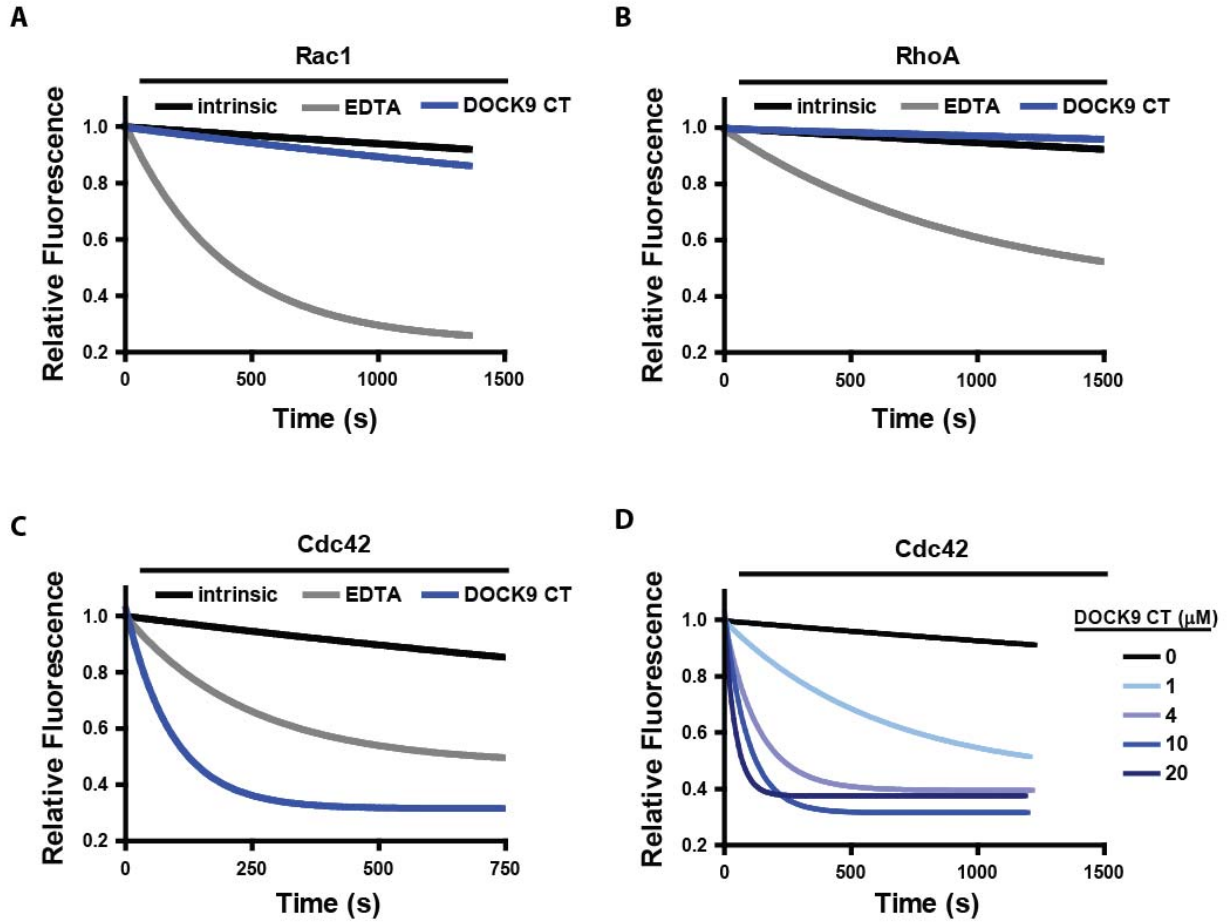 A
Rac1
intrinsic EDTA DOCK9 CT
Relative Fluorescence
1.0
0.8
0.6
0.4
0.2
0 500 1000 1500
Time (s)
B
RhoA
intrinsic EDTA DOCK9 CT
Relative Fluorescence
1.0
0.8
0.6
0.4
0.2
0 500 1000 1500
Time (s)
C
Cdc42
intrinsic EDTA DOCK9 CT
Relative Fluorescence
1.0
0.8
0.6
0.4
0.2
0 250 500 750
Time (s)
D
Cdc42
Relative Fluorescence
1.0
0.8
0.6
0.4
0.2
0 500 1000 1500
Time (s)
DOCK9 CT (μM)
0
1
4
10
20